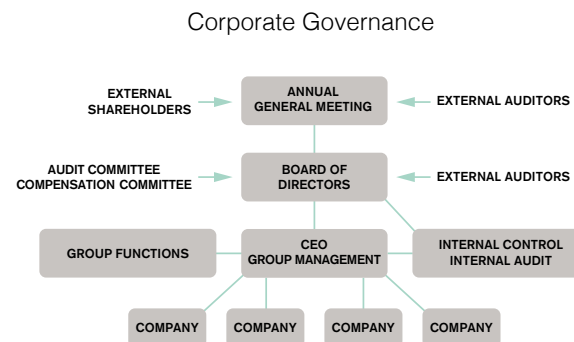 Corporate Governance
EXTERNAL
SHAREHOLDERS
ANNUAL
GENERAL MEETING
EXTERNAL AUDITORS
AUDIT COMMITTEE
COMPENSATION COMMITTEE
BOARD OF
DIRECTORS
EXTERNAL AUDITORS
GROUP FUNCTIONS
CEO
GROUP MANAGEMENT
INTERNAL CONTROL
INTERNAL AUDIT
COMPANY
COMPANY
COMPANY
COMPANY